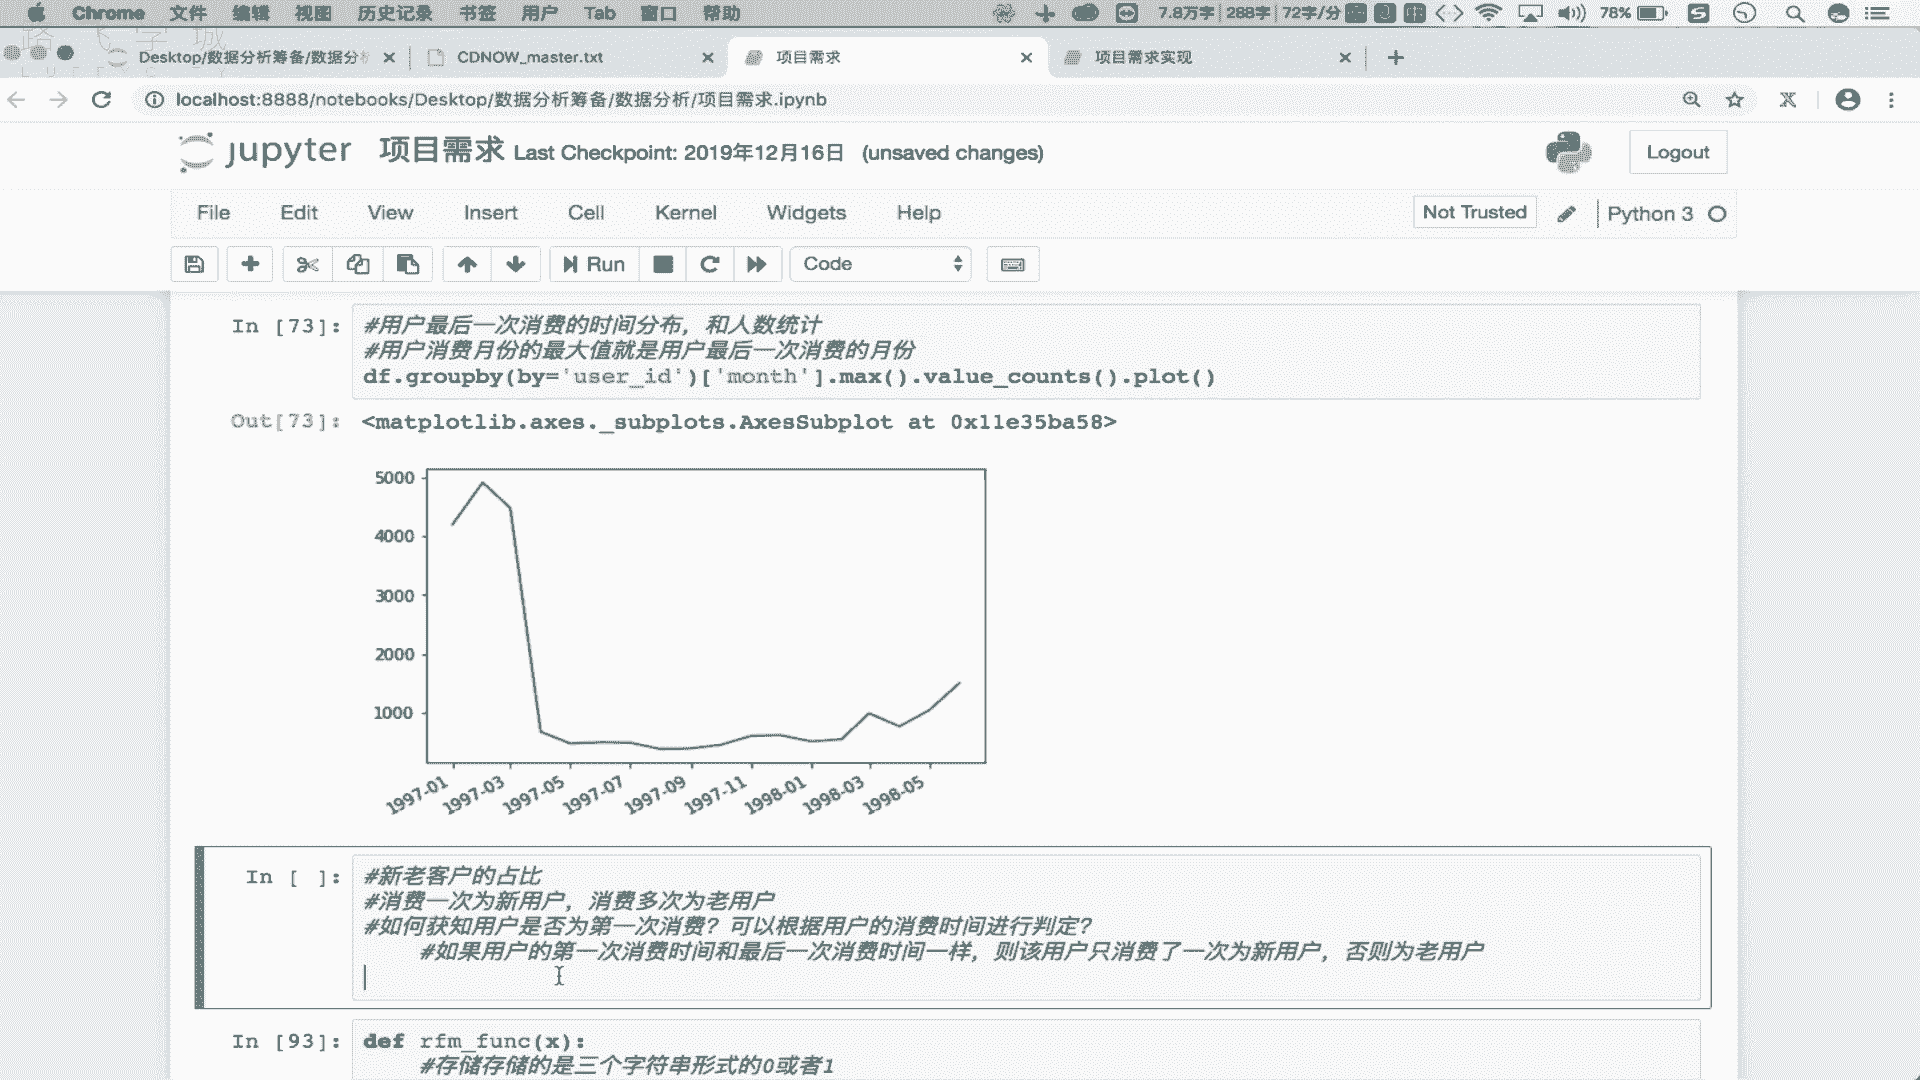 Chrome 文件 编辑 视图 历史记录 书签 用户 Tab 窗口 帮助 7.8万字 288字 72字/分 78%
Desktop/数据分析筹备/数据分 CDNOW_master.txt 项目需求 项目需求实现
localhost:8888/notebooks/Desktop/数据分析筹备/数据分析/项目需求.ipynb
jupyter 项目需求 Last Checkpoint: 2019年12月16日 (unsaved changes) Logout
File Edit View Insert Cell Kernel Widgets Help Not Trusted Python 3
Run Code
In [73]: #用户最后一次消费的时间分布，和人数统计
#用户消费月份的最大值就是用户最后一次消费的月份
df.groupby(by='user_id')['month'].max().value_counts().plot()
Out[73]: <matplotlib.axes._subplots.AxesSubplot at 0x11e35ba58>
5000
4000
3000
2000
1000
1997-01 1997-03 1997-05 1997-07 1997-09 1997-11 1998-01 1998-03 1998-05
In [ ]: #新老客户的占比
#消费一次为新用户，消费多次为老用户
#如何获知用户是否为第一次消费？可以根据用户的消费时间进行判定？
#如果用户的第一次消费时间和最后一次消费时间一样，则该用户只消费了一次为新用户，否则为老用户
In [93]: def rfm_func(x):
#存储存储的是三个字符串形式的0或者1